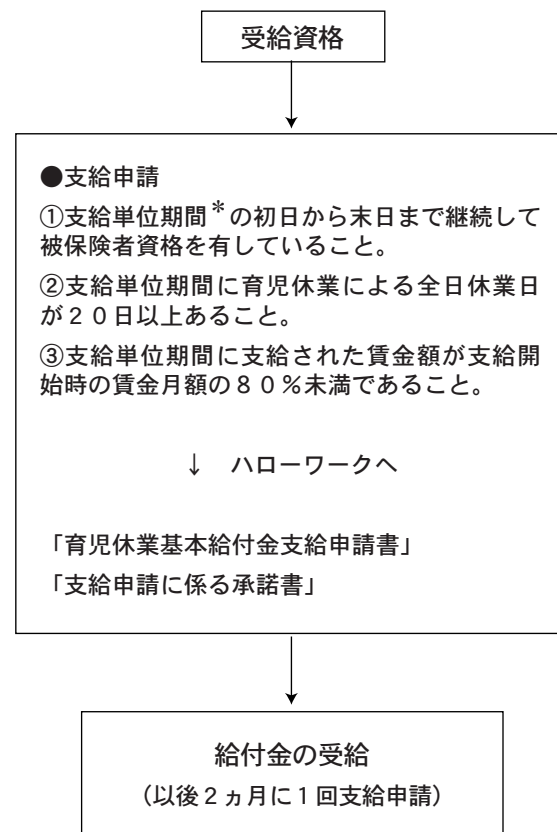 受給資格
●支給申請
①支給単位期間*の初日から末日まで継続して
被保険者資格を有していること。
②支給単位期間に育児休業による全日休業日
が20日以上あること。
③支給単位期間に支給された賃金額が支給開
始時の賃金月額の80%未満であること。
↓ ハローワークへ
「育児休業基本給付金支給申請書」
「支給申請に係る承諾書」
給付金の受給
（以後2ヵ月に1回支給申請）